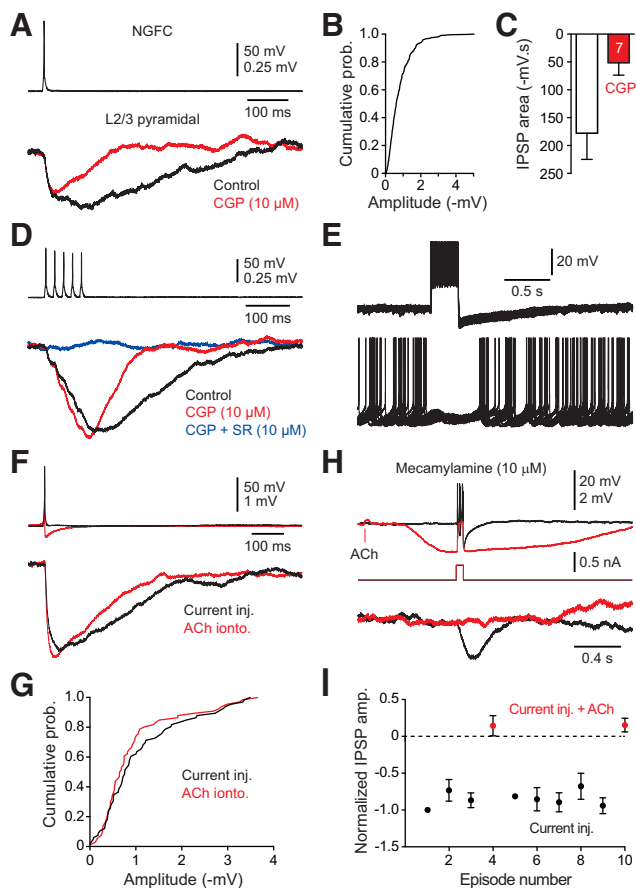 A
NGFC
50 mV
0.25 mV
100 ms
L2/3 pyramidal
Control
CGP (10 µM)
B
Cumulative prob.
1.0
0.8
0.6
0.4
0.2
0
0 2 4
Amplitude (-mV)
C
IPSP area (-mV.s)
0
50
100
150
200
250
7
CGP
D
50 mV
0.25 mV
100 ms
Control
CGP (10 µM)
CGP + SR (10 µM)
E
20 mV
0.5 s
F
50 mV
1 mV
100 ms
Current inj.
ACh ionto.
H
Mecamylamine (10 µM)
20 mV
2 mV
ACh
0.5 nA
0.4 s
G
Cumulative prob.
1.0
0.8
0.6
0.4
0.2
0
Current inj.
ACh ionto.
0 1 2 3 4
Amplitude (-mV)
I
Normalized IPSP amp.
0.5
0
-0.5
-1.0
-1.5
Current inj. + ACh
Current inj.
2 4 6 8 10
Episode number